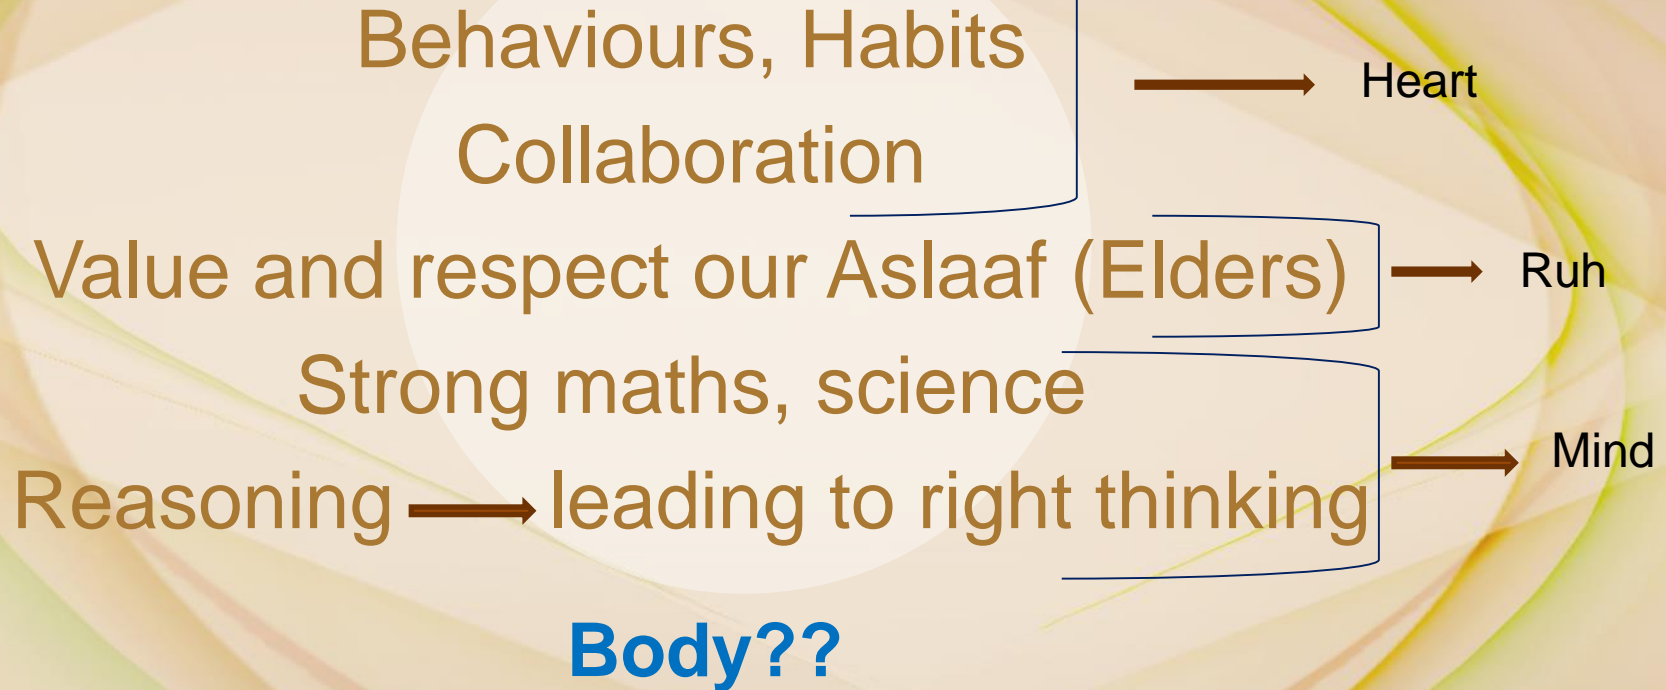 Behaviours, Habits
Heart
Collaboration
Value and respect our Aslaaf (Elders)
Ruh
Strong maths, science
Mind
Reasoning leading to right thinking
Body??